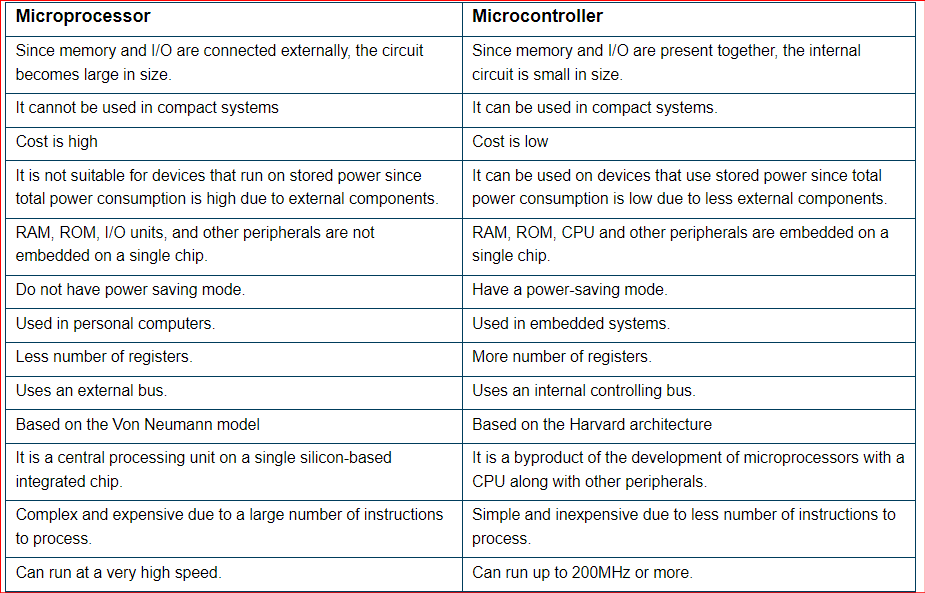 Microprocessor
Microcontroller
Since memory and I/O are connected externally, the circuit
becomes large in size.
Since memory and I/O are present together, the internal
circuit is small in size.
It cannot be used in compact systems
It can be used in compact systems.
Cost is high
Cost is low
It is not suitable for devices that run on stored power since
total power consumption is high due to external components.
It can be used on devices that use stored power since total
power consumption is low due to less external components.
RAM, ROM, I/O units, and other peripherals are not
embedded on a single chip.
RAM, ROM, CPU and other peripherals are embedded on a
single chip.
Do not have power saving mode.
Have a power-saving mode.
Used in personal computers.
Used in embedded systems.
Less number of registers.
More number of registers.
Uses an external bus.
Uses an internal controlling bus.
Based on the Von Neumann model
Based on the Harvard architecture
It is a central processing unit on a single silicon-based
integrated chip.
It is a byproduct of the development of microprocessors with a
CPU along with other peripherals.
Complex and expensive due to a large number of instructions
to process.
Simple and inexpensive due to less number of instructions to
process.
Can run at a very high speed.
Can run up to 200MHz or more.